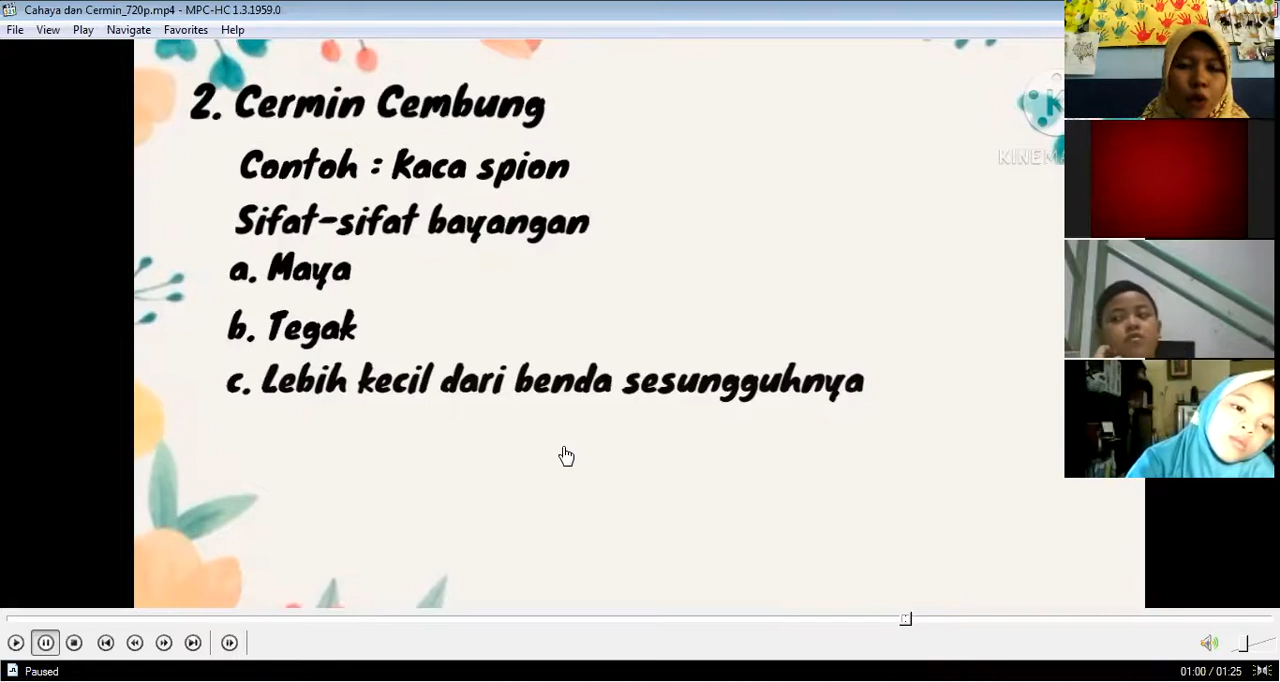 Cahaya dan Cermin_720p.mp4 - MPC-HC 1.3.1959.0
File View Play Navigate Favorites Help
2. Cermin Cembung
Contoh : Kaca spion
KINEMA
Sifat-sifat bayangan
a. Maya
b. Tegak
c. Lebih kecil dari benda sesungguhnya
Paused
01:00 / 01:25